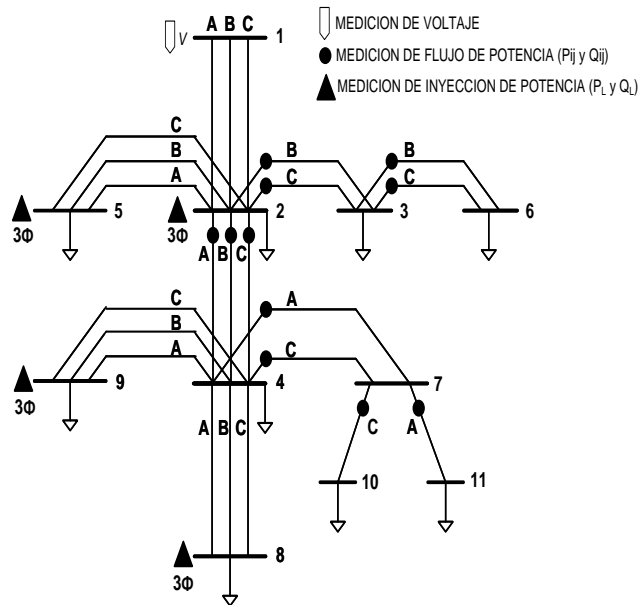 MEDICION DE VOLTAJE
V A B C 1
MEDICION DE FLUJO DE POTENCIA (Pij y Qij)
MEDICION DE INYECCION DE POTENCIA (PL y QL)
C
B B B
C C
A
5 2 3 6
3Φ 3Φ
A B C
C A
B
A C
9 4 7
3Φ
A B C C A
10 11
8
3Φ